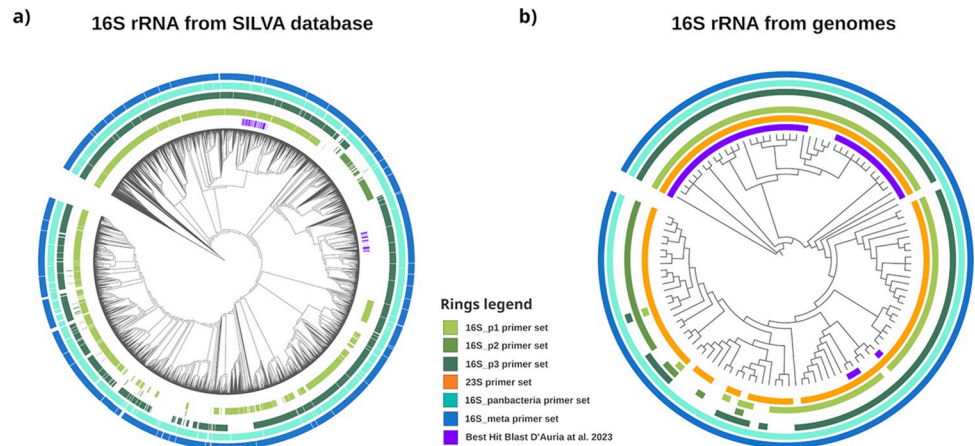 a)
16S rRNA from SILVA database
b)
16S rRNA from genomes
Rings legend
16S_p1 primer set
16S_p2 primer set
16S_p3 primer set
23S primer set
16S_panbacteria primer set
16S_meta primer set
Best Hit Blast D'Auria at al. 2023